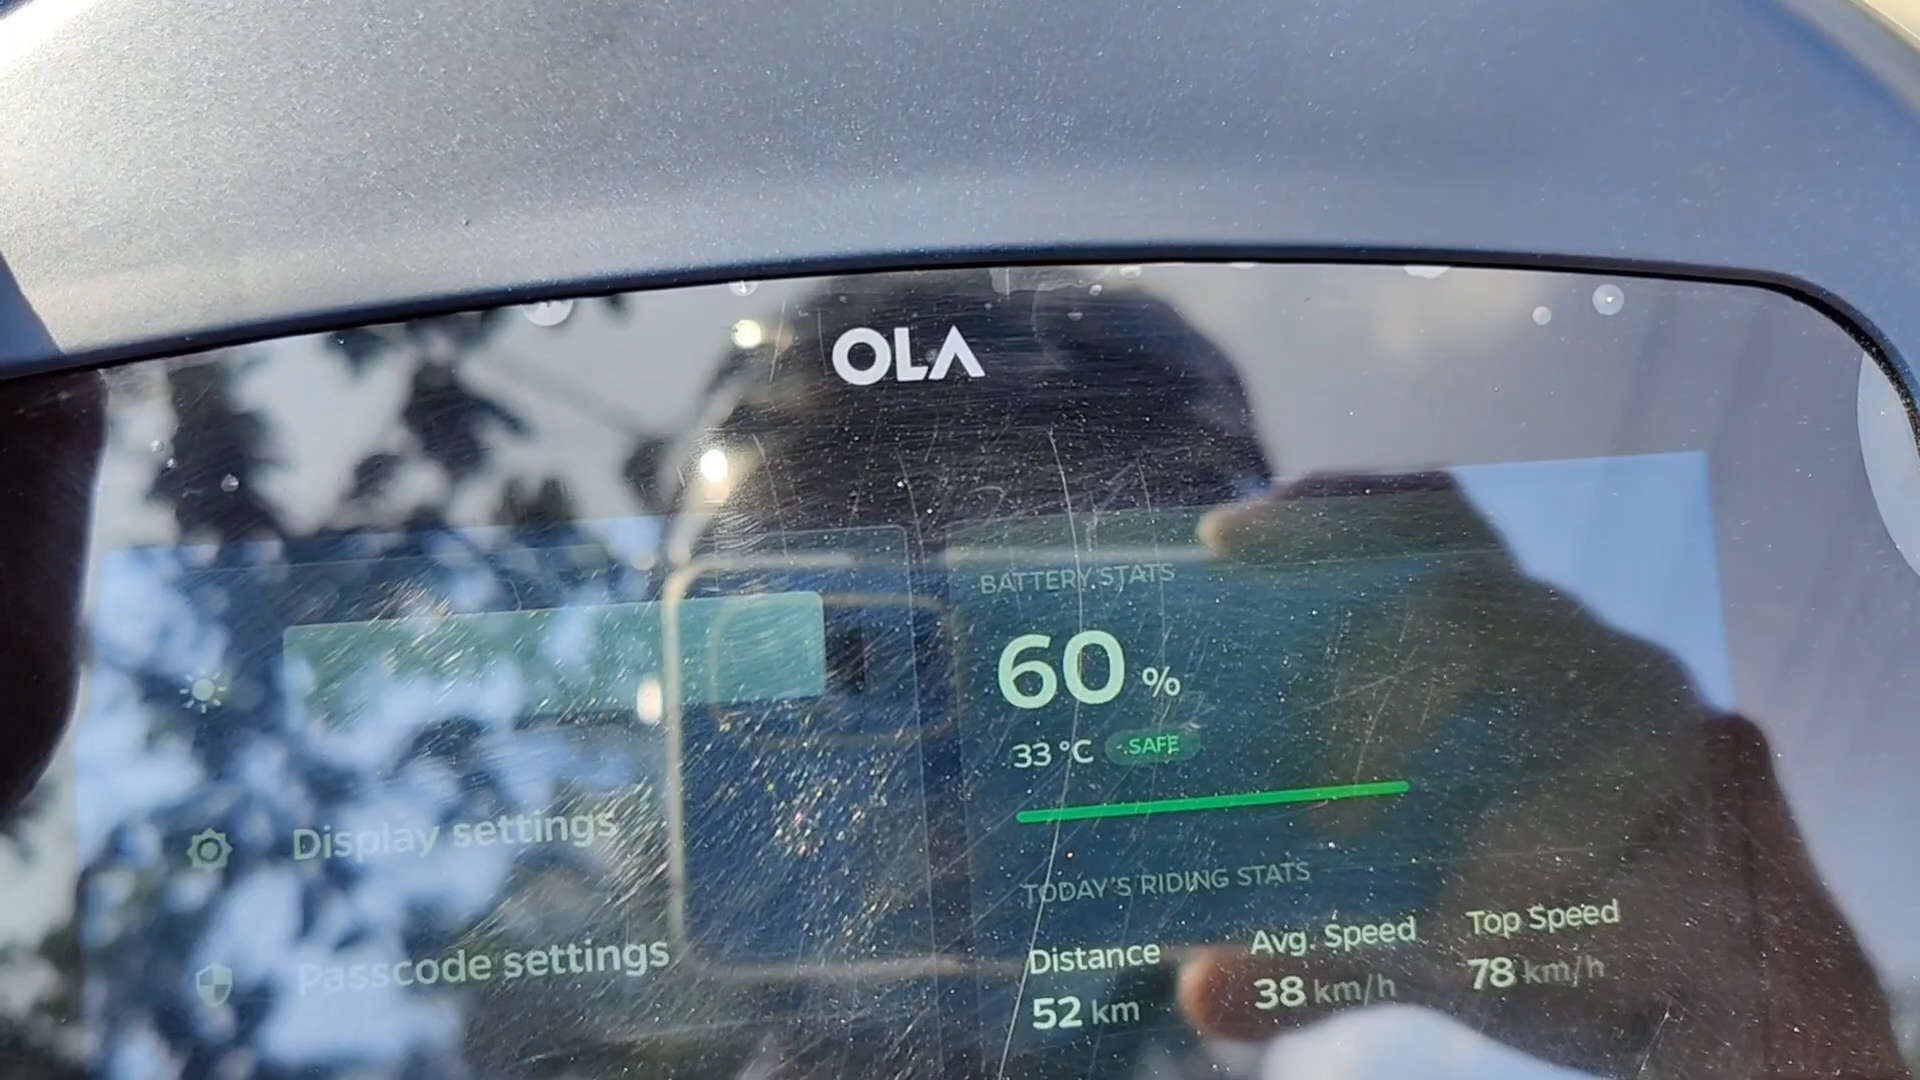 OLA
Display settings
Passcode settings
BATTERY STATS
60 %
33 °C SAFE
TODAY'S RIDING STATS
Distance Avg. Speed Top Speed
52 km 38 km/h 78 km/h